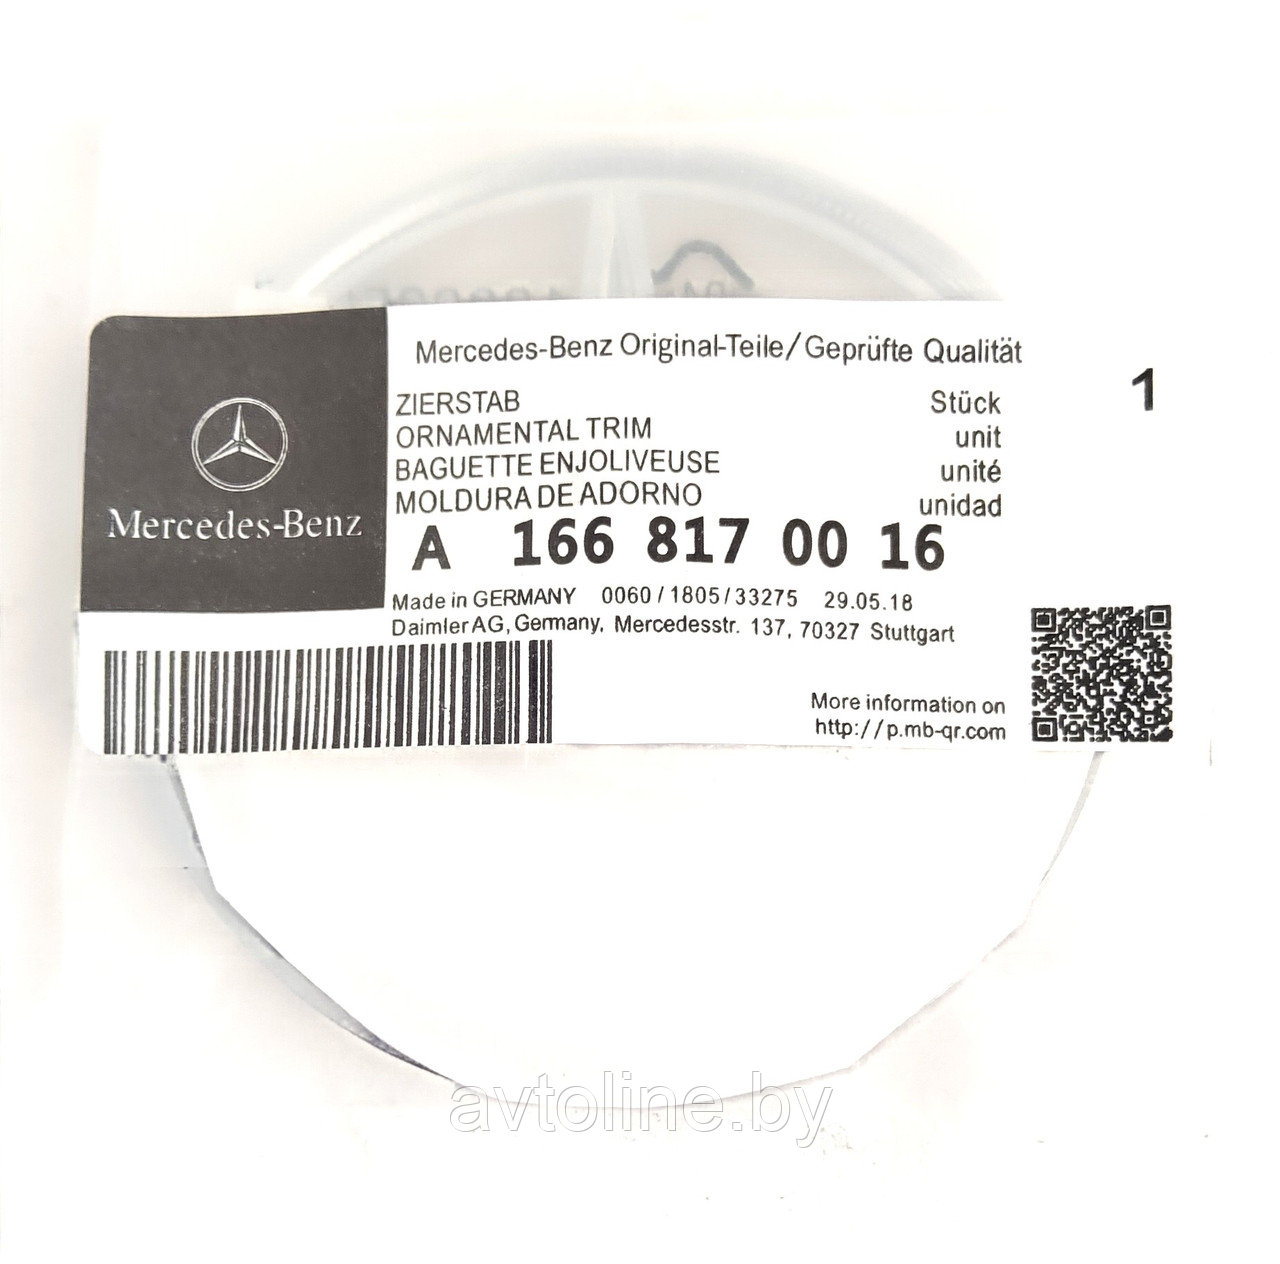 Mercedes-Benz Original-Teile/Geprüfte Qualität
1
ZIERSTAB Stück
ORNAMENTAL TRIM unit
BAGUETTE ENJOLIVEUSE unité
MOLDURA DE ADORNO unidad
Mercedes-Benz
A 166 817 00 16
Made in GERMANY 0060/1805/33275 29.05.18
Daimler AG, Germany, Mercedesstr. 137, 70327 Stuttgart
More information on
http://p.mb-qr.com
avtoline.by